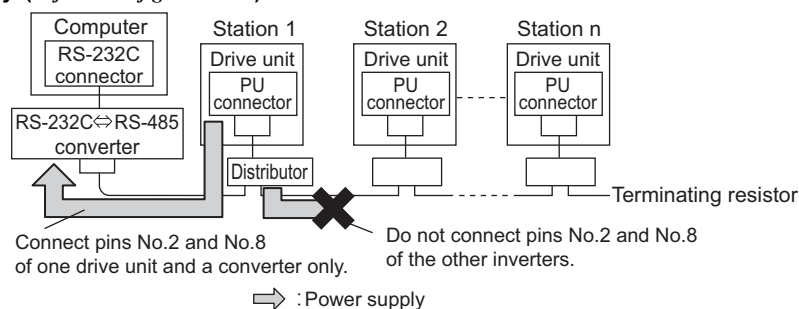 Computer
RS-232C
connector
RS-232C⇔RS-485
converter
Station 1
Drive unit
PU
connector
Distributor
Station 2
Drive unit
PU
connector
Station n
Drive unit
PU
connector
Terminating resistor
Connect pins No.2 and No.8
of one drive unit and a converter only.
Do not connect pins No.2 and No.8
of the other inverters.
: Power supply